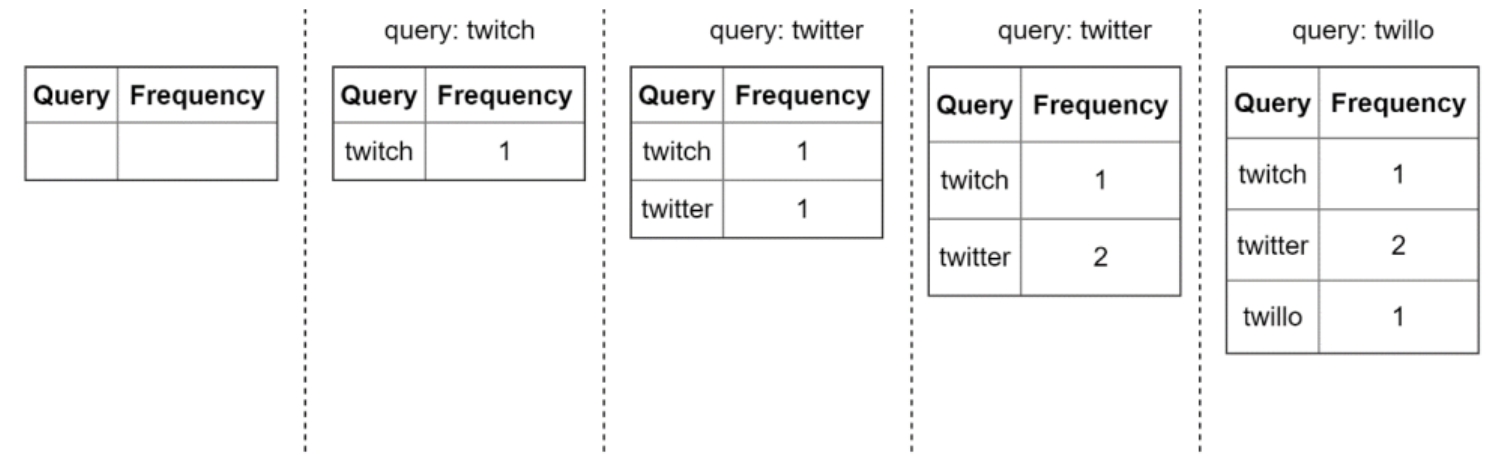 Query Frequency
query: twitch
Query Frequency
twitch 1
query: twitter
Query Frequency
twitch 1
twitter 1
query: twitter
Query Frequency
twitch 1
twitter 2
query: twillo
Query Frequency
twitch 1
twitter 2
twillo 1